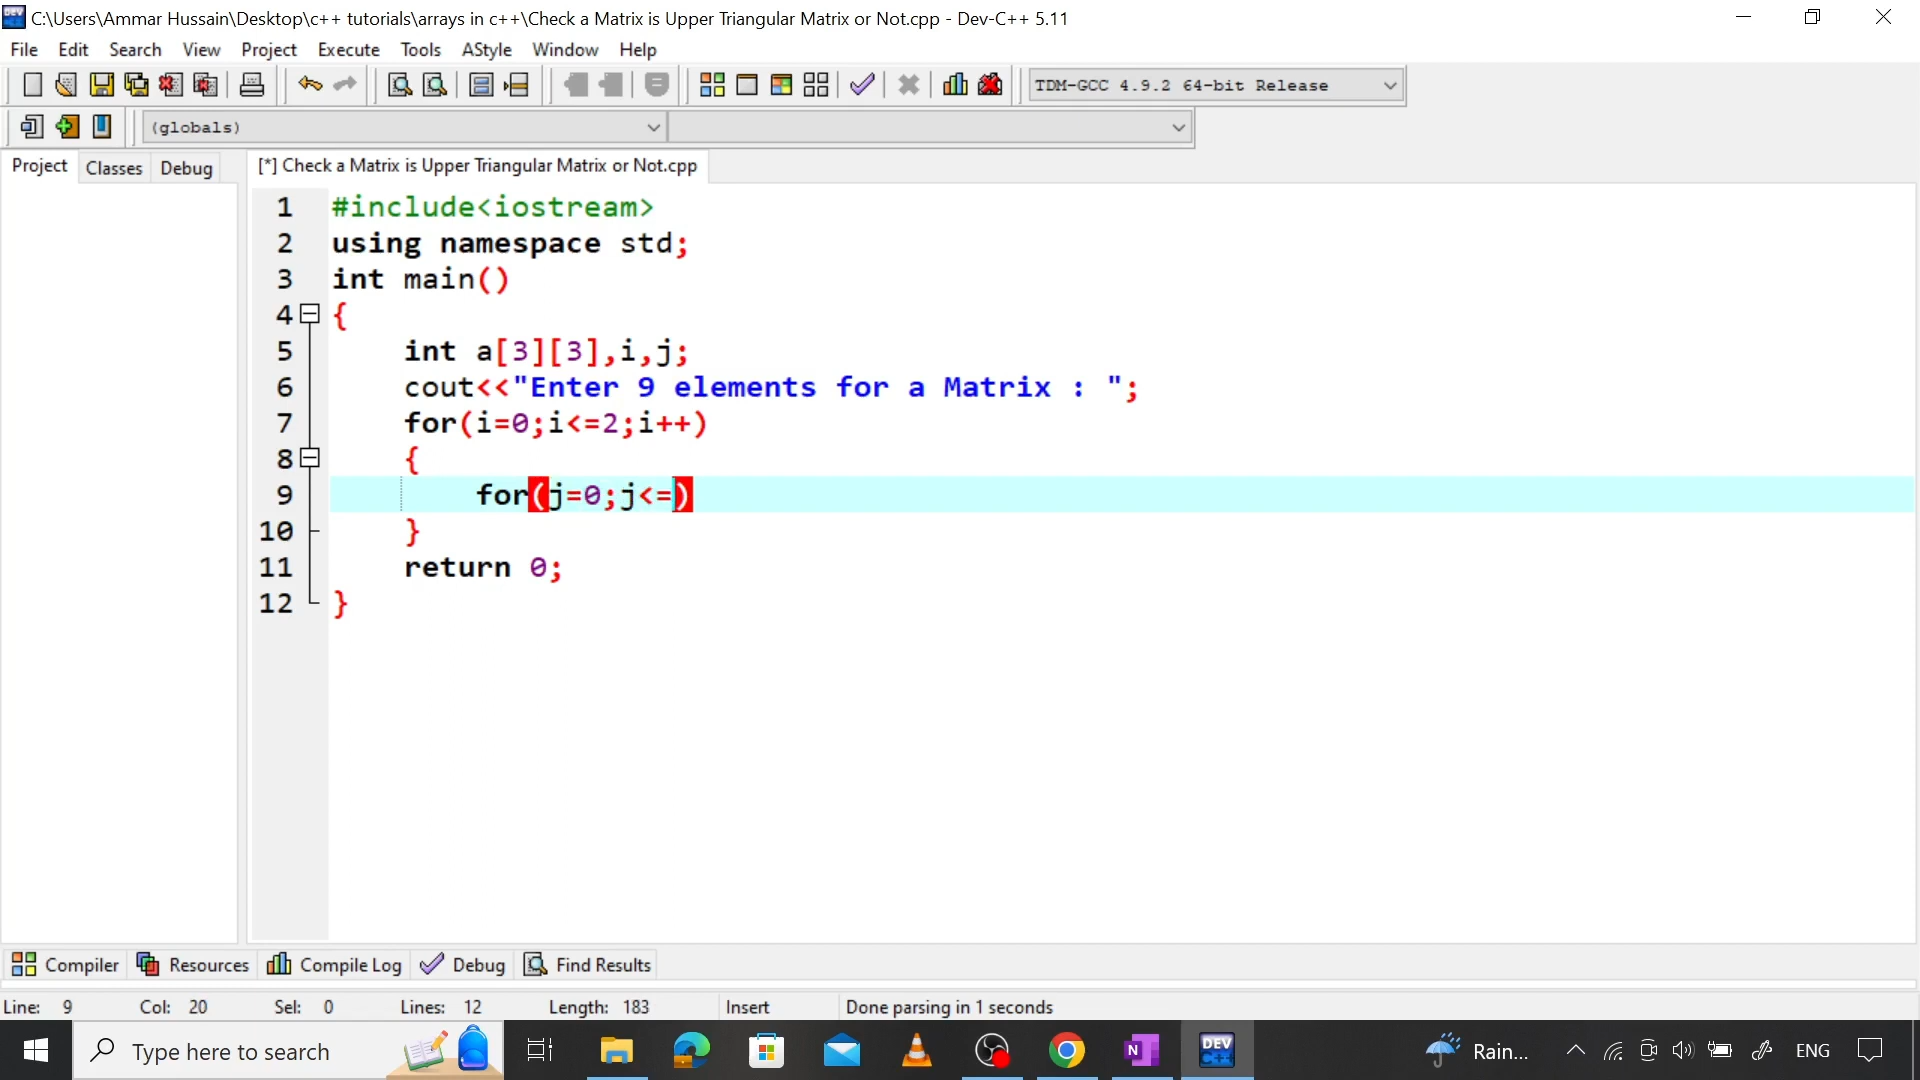 C:\Users\Ammar Hussain\Desktop\c++ tutorials\arrays in c++\Check a Matrix is Upper Triangular Matrix or Not.cpp - Dev-C++ 5.11
File Edit Search View Project Execute Tools AStyle Window Help
TDM-GCC 4.9.2 64-bit Release
(globals)
Project Classes Debug [*] Check a Matrix is Upper Triangular Matrix or Not.cpp
1 #include<iostream>
2 using namespace std;
3 int main()
4 {
5 int a[3][3],i,j;
6 cout<<"Enter 9 elements for a Matrix : ";
7 for(i=0;i<=2;i++)
8 {
9 for(j=0;j<=)
10 }
11 return 0;
12 }
Compiler Resources Compile Log Debug Find Results
Line: 9 Col: 20 Sel: 0 Lines: 12 Length: 183 Insert Done parsing in 1 seconds
Type here to search DEV C++ N Rain... ENG